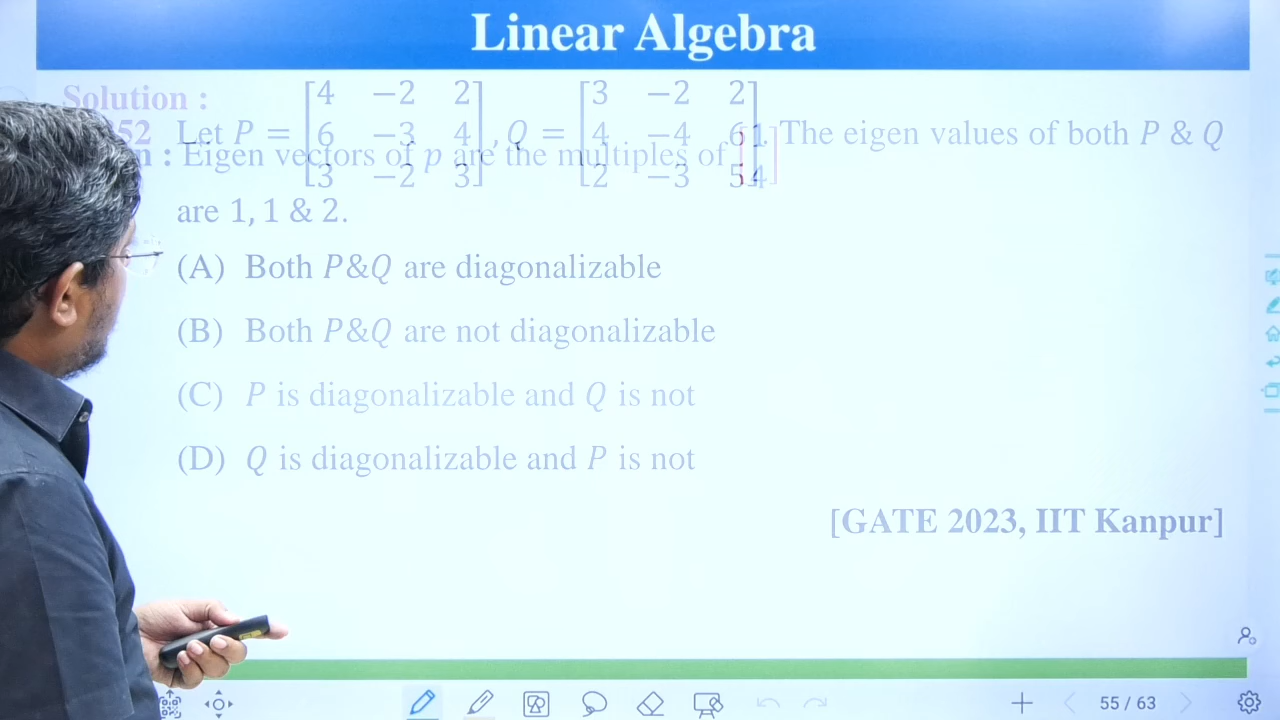 Linear Algebra
Solution :
52 Let P = [4 −2 2; 6 −3 4; 3 −2 3], Q = [3 −2 2; 4 −4 6; 2 −3 5]. The eigen values of both P & Q
n : Eigen vectors of p are the multiples of
are 1, 1 & 2.
(A) Both P&Q are diagonalizable
(B) Both P&Q are not diagonalizable
(C) P is diagonalizable and Q is not
(D) Q is diagonalizable and P is not
[GATE 2023, IIT Kanpur]
55 / 63